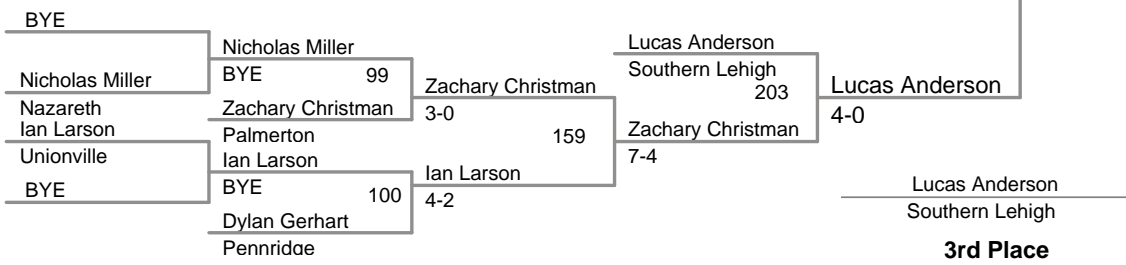 BYE
Nicholas Miller
Nazareth
Ian Larson
Unionville
BYE
Nicholas Miller
BYE
99
Zachary Christman
Palmerton
Ian Larson
BYE
100
Dylan Gerhart
Pennridge
Zachary Christman
3-0
159
Ian Larson
4-2
Lucas Anderson
Southern Lehigh
203
Zachary Christman
7-4
Lucas Anderson
4-0
Lucas Anderson
Southern Lehigh
3rd Place